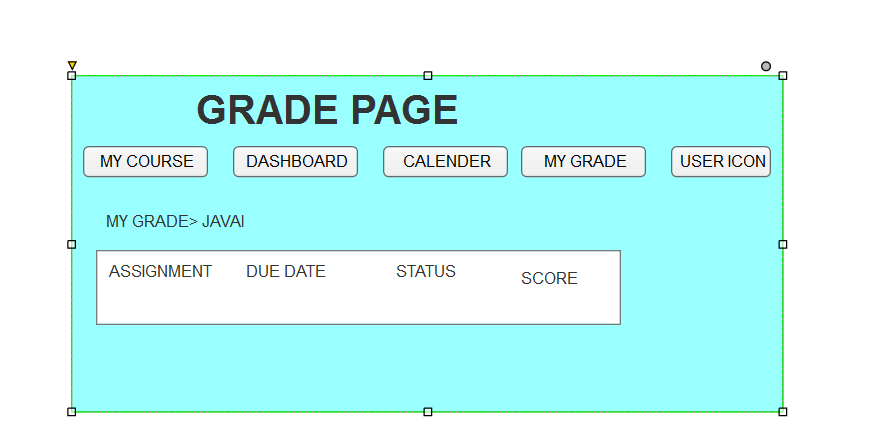 GRADE PAGE
MY COURSE DASHBOARD CALENDER MY GRADE USER ICON
MY GRADE> JAVAI
ASSIGNMENT DUE DATE STATUS SCORE